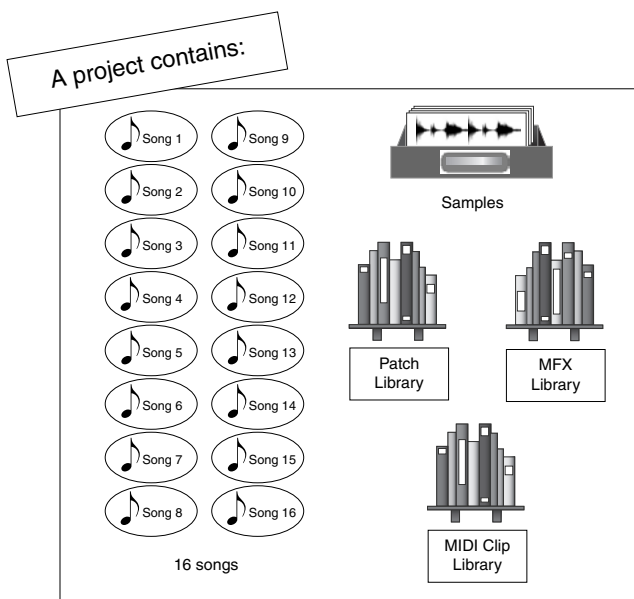 A project contains:
Song 1
Song 9
Song 2
Song 10
Song 3
Song 11
Song 4
Song 12
Song 5
Song 13
Song 6
Song 14
Song 7
Song 15
Song 8
Song 16
16 songs
Samples
Patch
Library
MFX
Library
MIDI Clip
Library